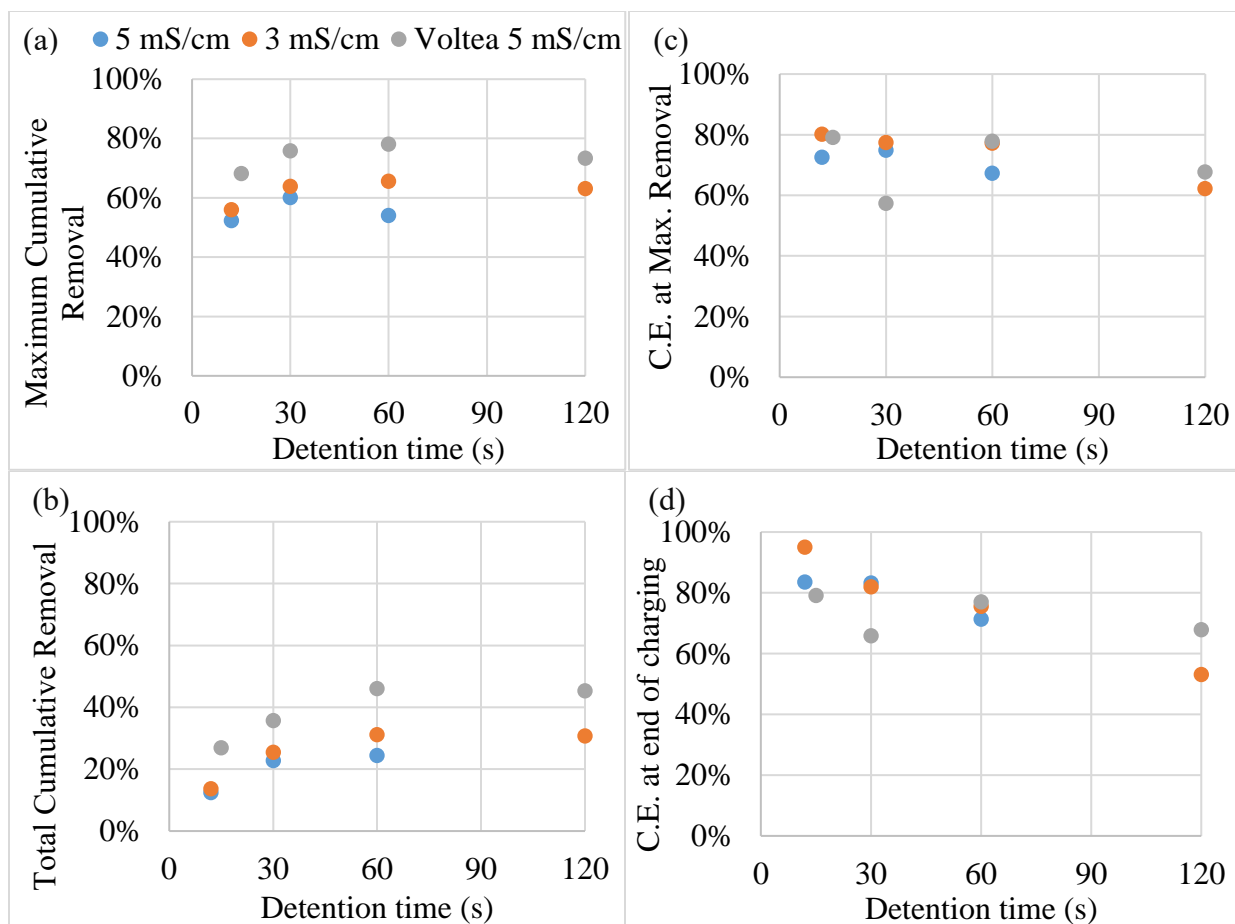 (a)
5 mS/cm 3 mS/cm Voltea 5 mS/cm
Maximum Cumulative
Removal
100%
80%
60%
40%
20%
0%
0 30 60 90 120
Detention time (s)
(c)
C.E. at Max. Removal
100%
80%
60%
40%
20%
0%
0 30 60 90 120
Detention time (s)
(b)
Total Cumulative Removal
100%
80%
60%
40%
20%
0%
0 30 60 90 120
Detention time (s)
(d)
C.E. at end of charging
100%
80%
60%
40%
20%
0%
0 30 60 90 120
Detention time (s)